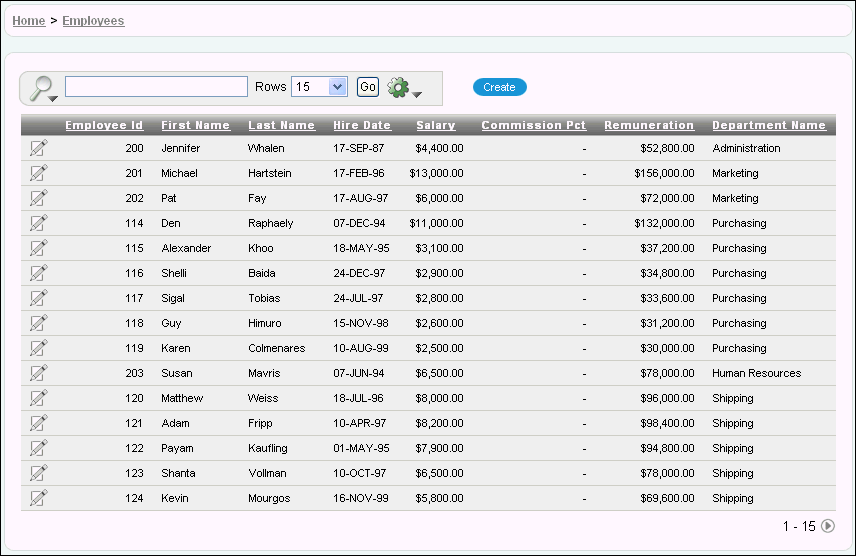 Home > Employees
Rows 15 Go Create
Employee Id First Name Last Name Hire Date Salary Commission Pct Remuneration Department Name
200 Jennifer Whalen 17-SEP-87 $4,400.00 - $52,800.00 Administration
201 Michael Hartstein 17-FEB-96 $13,000.00 - $156,000.00 Marketing
202 Pat Fay 17-AUG-97 $6,000.00 - $72,000.00 Marketing
114 Den Raphaely 07-DEC-94 $11,000.00 - $132,000.00 Purchasing
115 Alexander Khoo 18-MAY-95 $3,100.00 - $37,200.00 Purchasing
116 Shelli Baida 24-DEC-97 $2,900.00 - $34,800.00 Purchasing
117 Sigal Tobias 24-JUL-97 $2,800.00 - $33,600.00 Purchasing
118 Guy Himuro 15-NOV-98 $2,600.00 - $31,200.00 Purchasing
119 Karen Colmenares 10-AUG-99 $2,500.00 - $30,000.00 Purchasing
203 Susan Mavris 07-JUN-94 $6,500.00 - $78,000.00 Human Resources
120 Matthew Weiss 18-JUL-96 $8,000.00 - $96,000.00 Shipping
121 Adam Fripp 10-APR-97 $8,200.00 - $98,400.00 Shipping
122 Payam Kaufling 01-MAY-95 $7,900.00 - $94,800.00 Shipping
123 Shanta Vollman 10-OCT-97 $6,500.00 - $78,000.00 Shipping
124 Kevin Mourgos 16-NOV-99 $5,800.00 - $69,600.00 Shipping
1 - 15